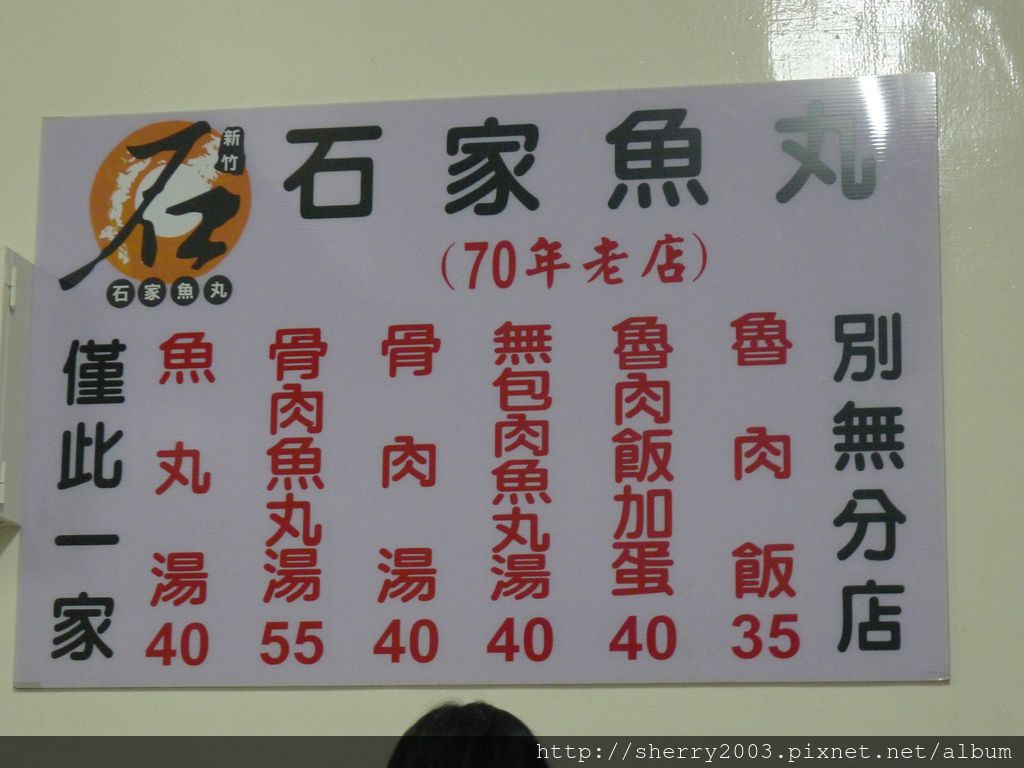 石
新竹
石家魚丸
石家魚丸
(70年老店)
別無分店
魯肉飯 35
魯肉飯加蛋 40
無包肉魚丸湯 40
骨肉湯 40
骨肉魚丸湯 55
魚丸湯 40
僅此一家
http://sherry2003.pixnet.net/album